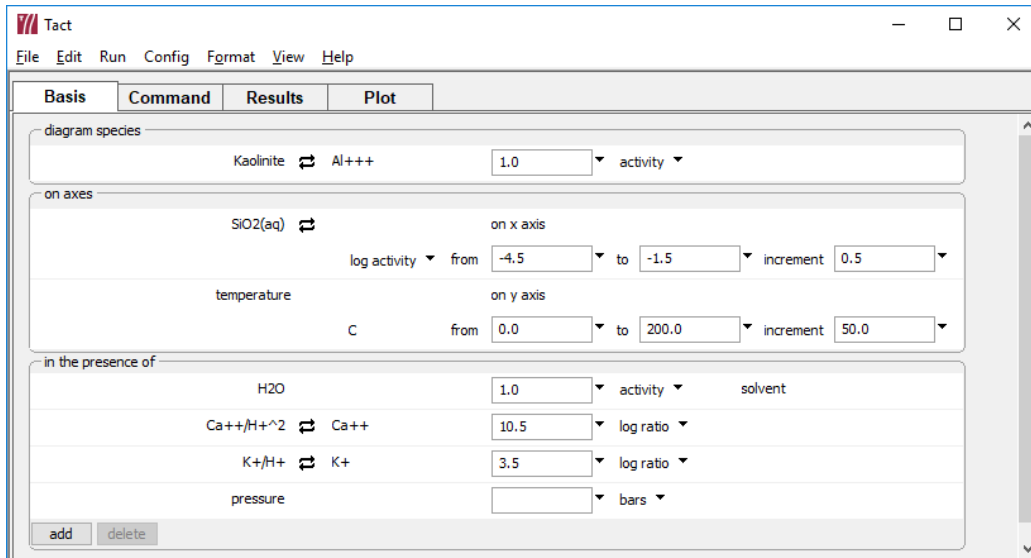 Tact
File Edit Run Config Format View Help
Basis Command Results Plot
diagram species
Kaolinite Al+++ 1.0 activity
on axes
SiO2(aq) on x axis
log activity from -4.5 to -1.5 increment 0.5
temperature on y axis
C from 0.0 to 200.0 increment 50.0
in the presence of
H2O 1.0 activity solvent
Ca++/H+^2 Ca++ 10.5 log ratio
K+/H+ K+ 3.5 log ratio
pressure bars
add delete